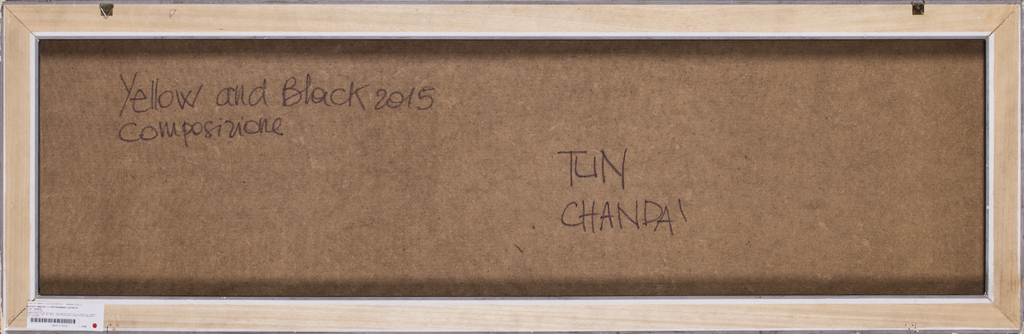 Yellow and Black 2015
Composizione
TUN
CHANDA'